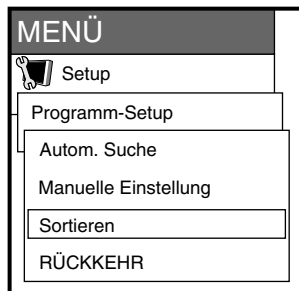 MENÜ
Setup
Programm-Setup
Autom. Suche
Manuelle Einstellung
Sortieren
RÜCKKEHR